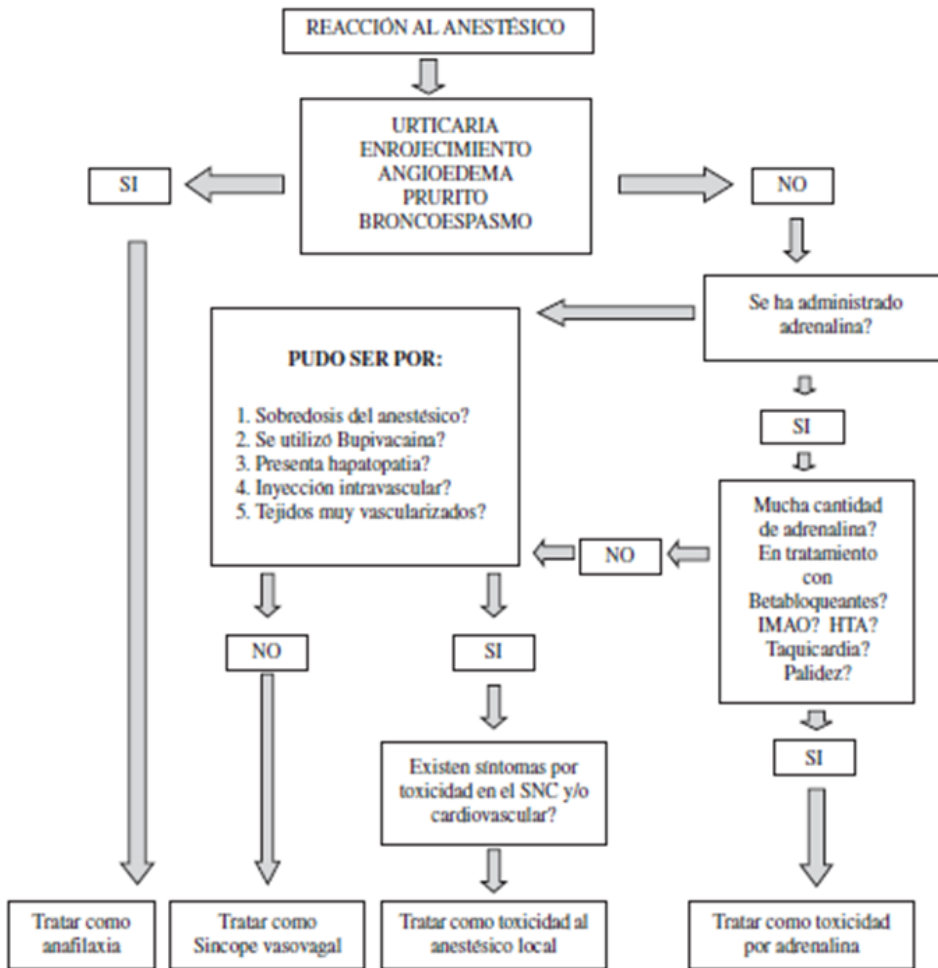 REACCIÓN AL ANESTÉSICO
URTICARIA
ENROJECIMIENTO
ANGIOEDEMA
PRURITO
BRONCOESPASMO
SI
NO
Se ha administrado
adrenalina?
PUDO SER POR:
1. Sobredosis del anestésico?
2. Se utilizó Bupivacaina?
3. Presenta hapatopatia?
4. Inyección intravascular?
5. Tejidos muy vascularizados?
SI
Mucha cantidad
de adrenalina?
En tratamiento
con
Betabloqueantes?
IMAO? HTA?
Taquicardia?
Palidez?
NO
NO
SI
SI
Existen síntomas por
toxicidad en el SNC y/o
cardiovascular?
Tratar como
anafilaxia
Tratar como
Sincope vasovagal
Tratar como toxicidad al
anestésico local
Tratar como toxicidad
por adrenalina